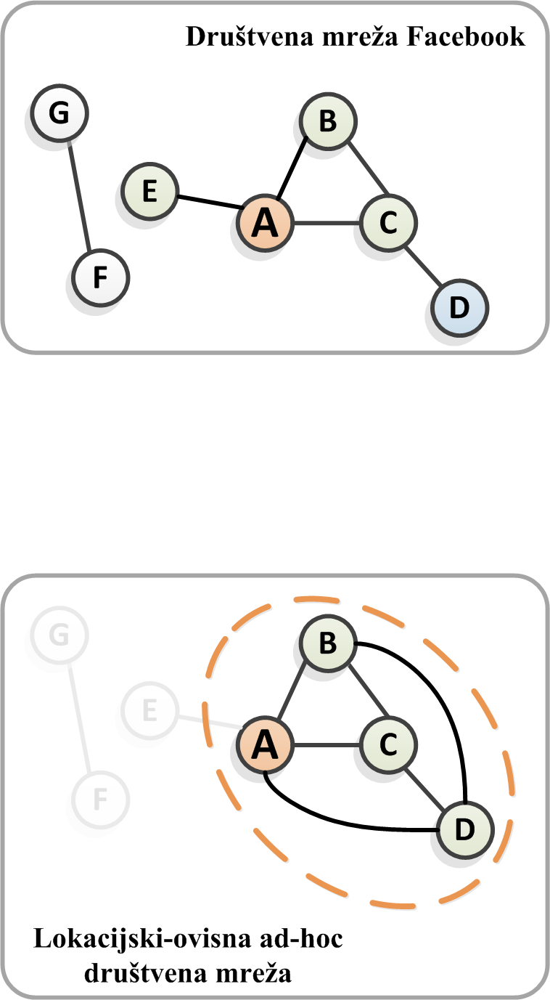 Društvena mreža Facebook
G
B
E
A
C
F
D
G
B
E
A
C
F
D
Lokacijski-ovisna ad-hoc
društvena mreža